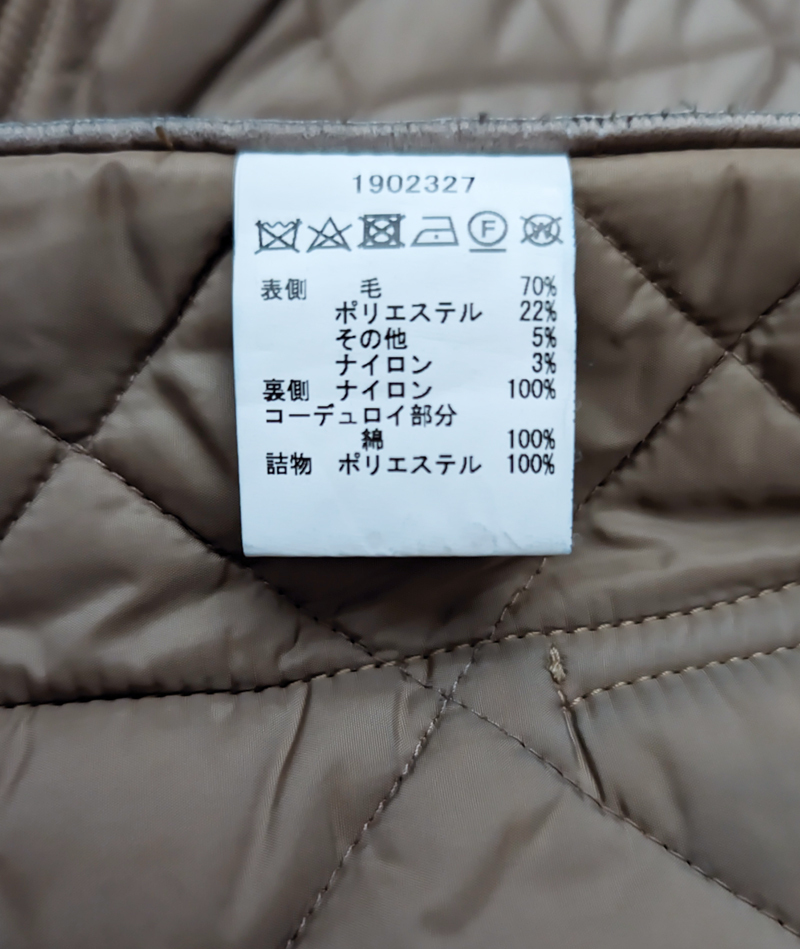 1902327
F W
表側 毛 70%
ポリエステル 22%
その他 5%
ナイロン 3%
裏側 ナイロン 100%
コーデュロイ部分
綿 100%
詰物 ポリエステル 100%